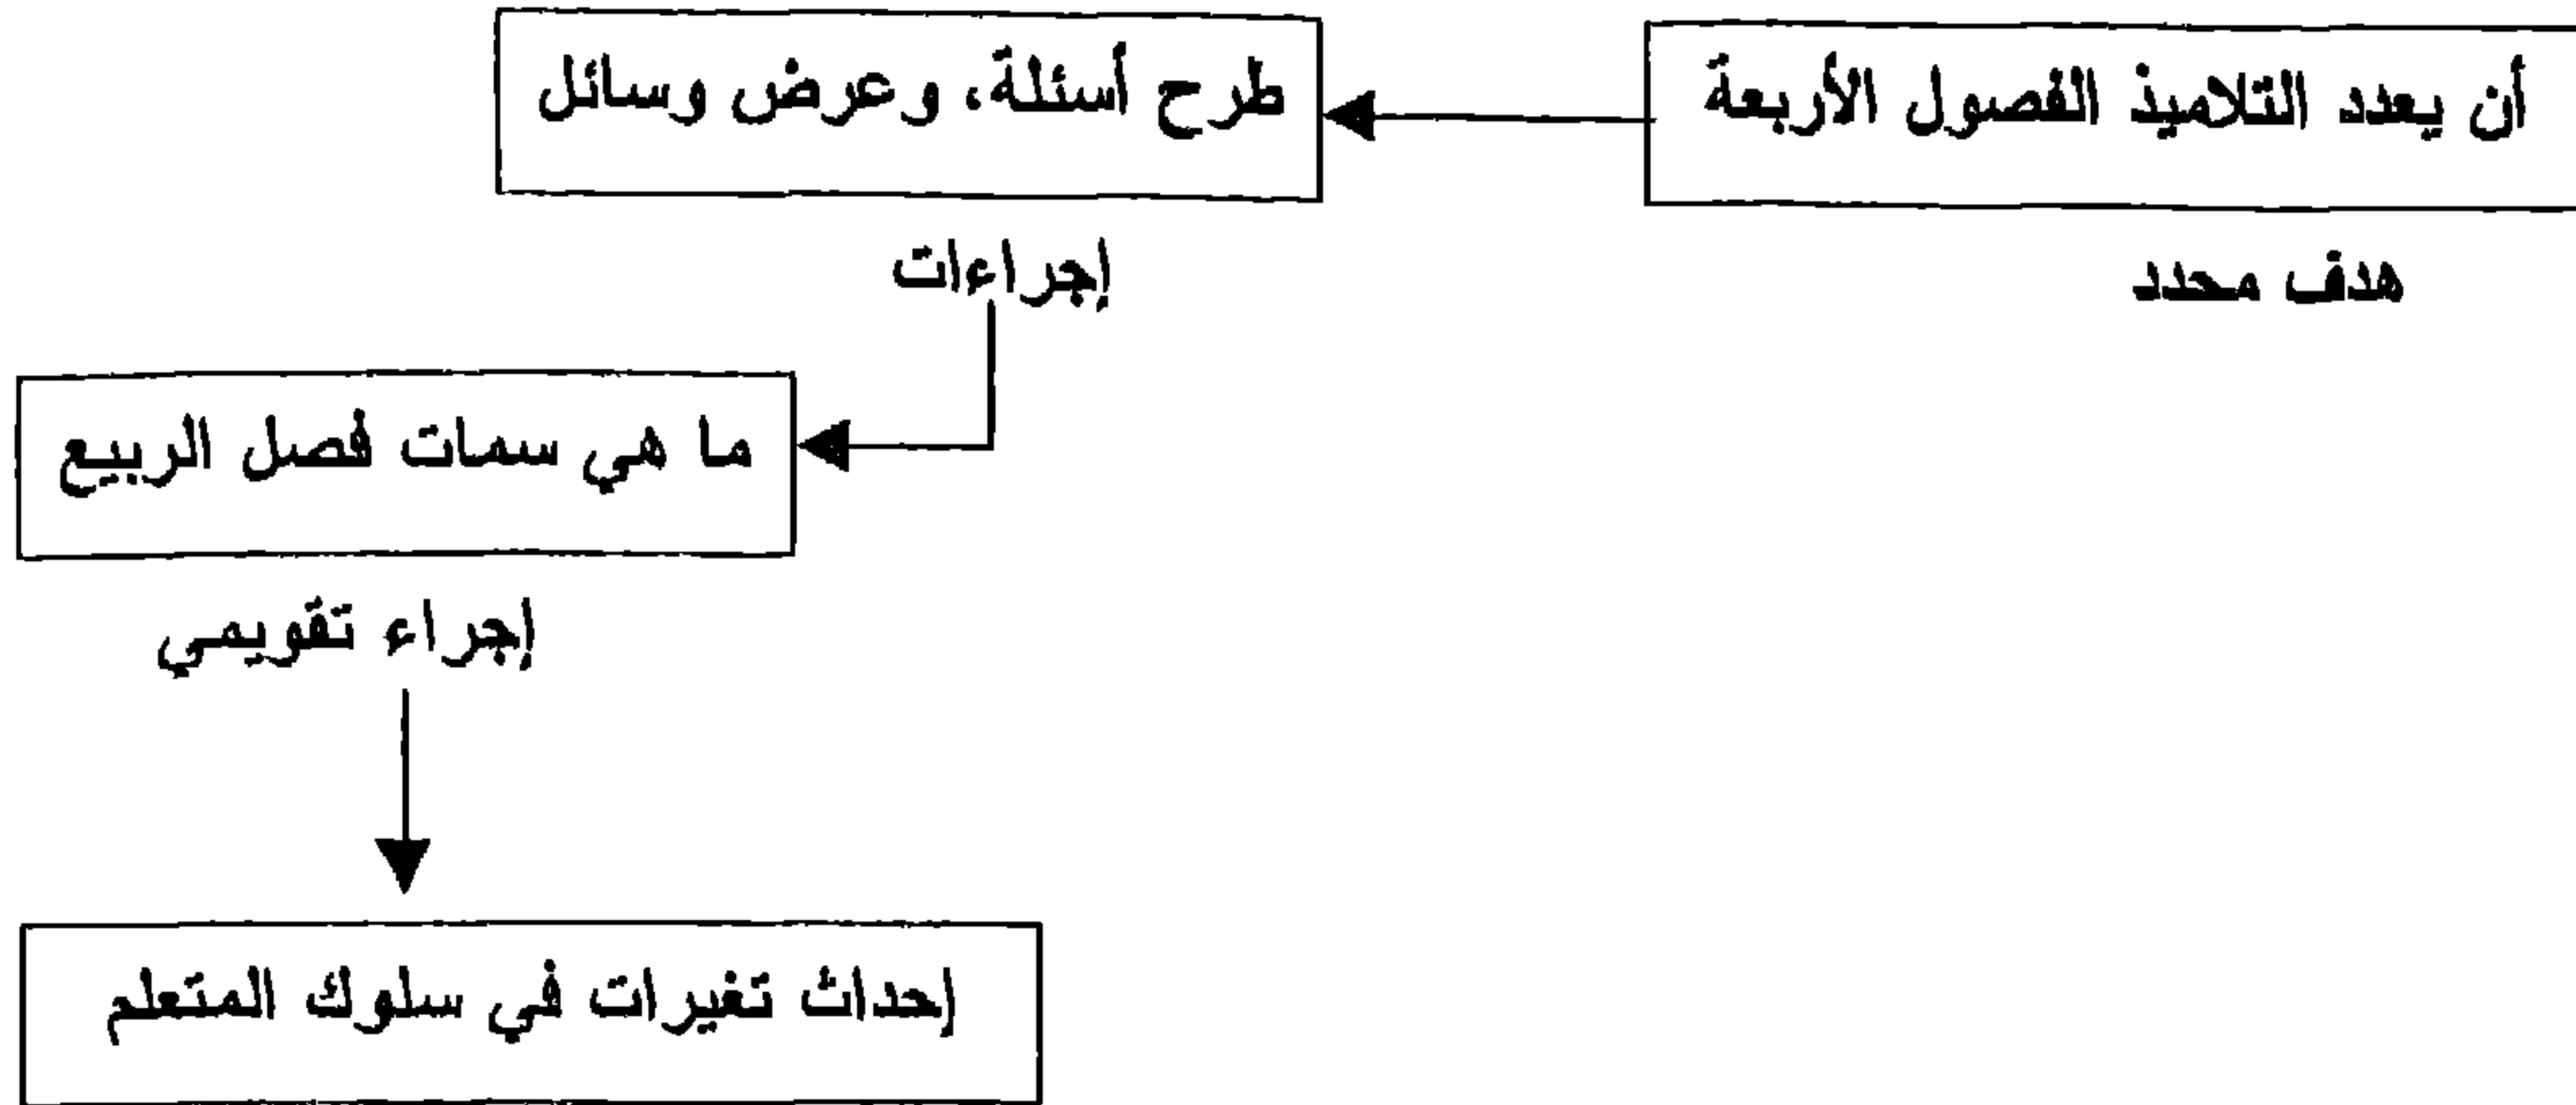 أن يعدد التلاميذ الفصول الأربعة
طرح أسئلة، وعرض وسائل
هدف محدد
إجراءات
ما هي سمات فصل الربيع
إجراء تقويمي
إحداث تغيرات في سلوك المتعلم